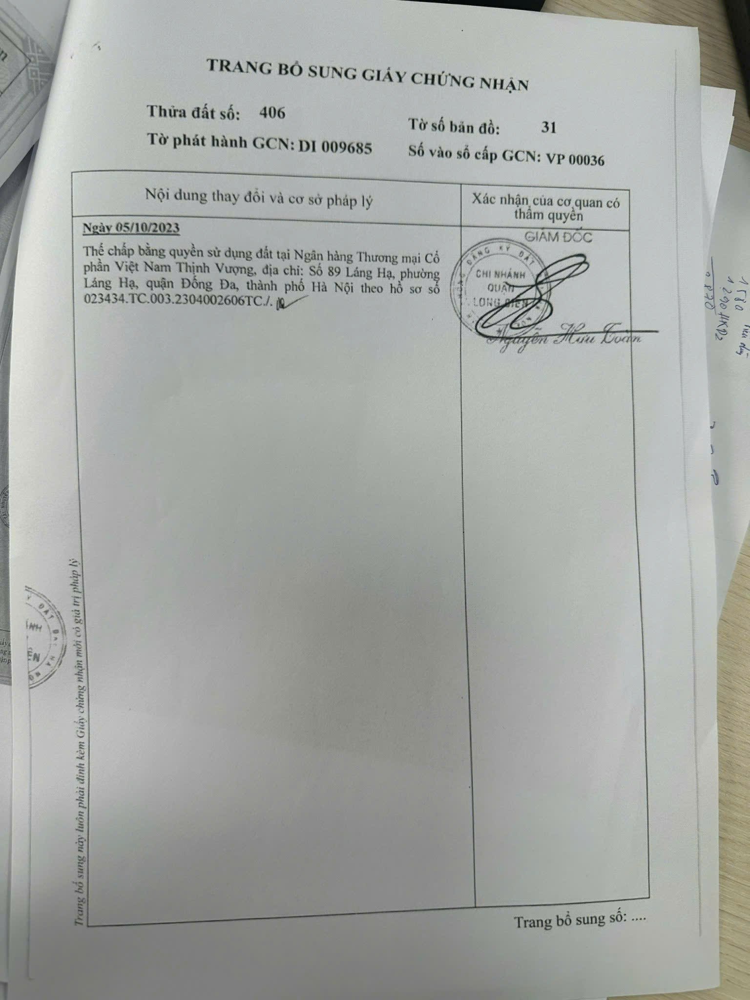 TRANG BỔ SUNG GIẤY CHỨNG NHẬN
Thửa đất số: 406
Tờ số bản đồ: 31
Tờ phát hành GCN: DI 009685
Số vào sổ cấp GCN: VP 00036
Nội dung thay đổi và cơ sở pháp lý
Xác nhận của cơ quan có
thẩm quyền
Ngày 05/10/2023
Thế chấp bằng quyền sử dụng đất tại Ngân hàng Thương mại Cổ
phần Việt Nam Thịnh Vượng, địa chỉ: Số 89 Láng Hạ, phường
Láng Hạ, quận Đống Đa, thành phố Hà Nội theo hồ sơ số
023434.TC.003.2304002606TC./.
GIÁM ĐỐC
ĐĂNG KÝ ĐẤT
CHI NHÁNH
QUẬN
LONG BIÊN
Nguyễn Hữu Toàn
Trang bổ sung này luôn phải đính kèm Giấy chứng nhận mới có giá trị pháp lý
ĐẤT ĐAI HÀ
Trang bổ sung số: ....